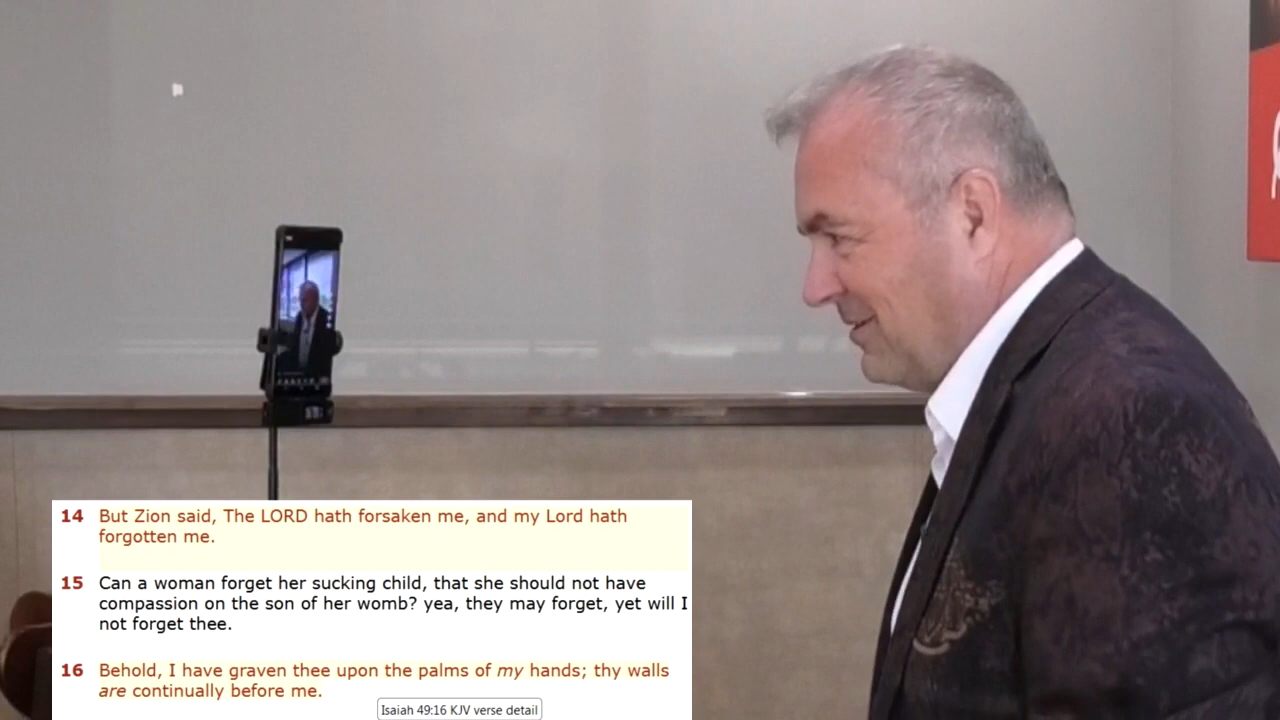 14 But Zion said, The LORD hath forsaken me, and my Lord hath
forgotten me.
15 Can a woman forget her sucking child, that she should not have
compassion on the son of her womb? yea, they may forget, yet will I
not forget thee.
16 Behold, I have graven thee upon the palms of my hands; thy walls
are continually before me.
Isaiah 49:16 KJV verse detail